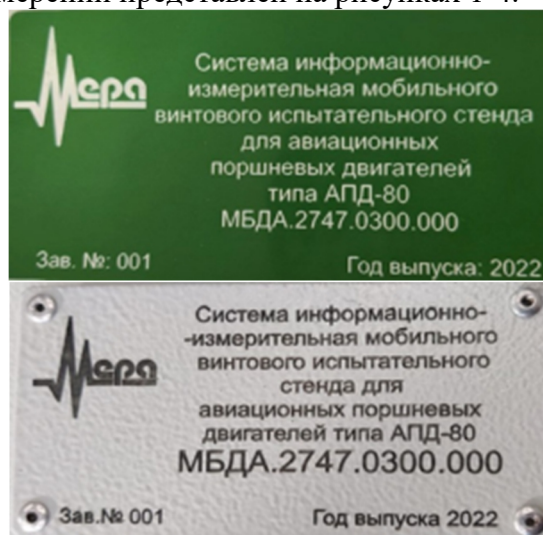 мерений представлен на рисунках 1-4.
Мера
Система информационно-
измерительная мобильного
винтового испытательного стенда
для авиационных
поршневых двигателей
типа АПД-80
МБДА.2747.0300.000
Зав. №: 001
Год выпуска: 2022
Мера
Система информационно-
-измерительная мобильного
винтового испытательного
стенда для
авиационных поршневых
двигателей типа АПД-80
МБДА.2747.0300.000
Зав.№ 001
Год выпуска 2022